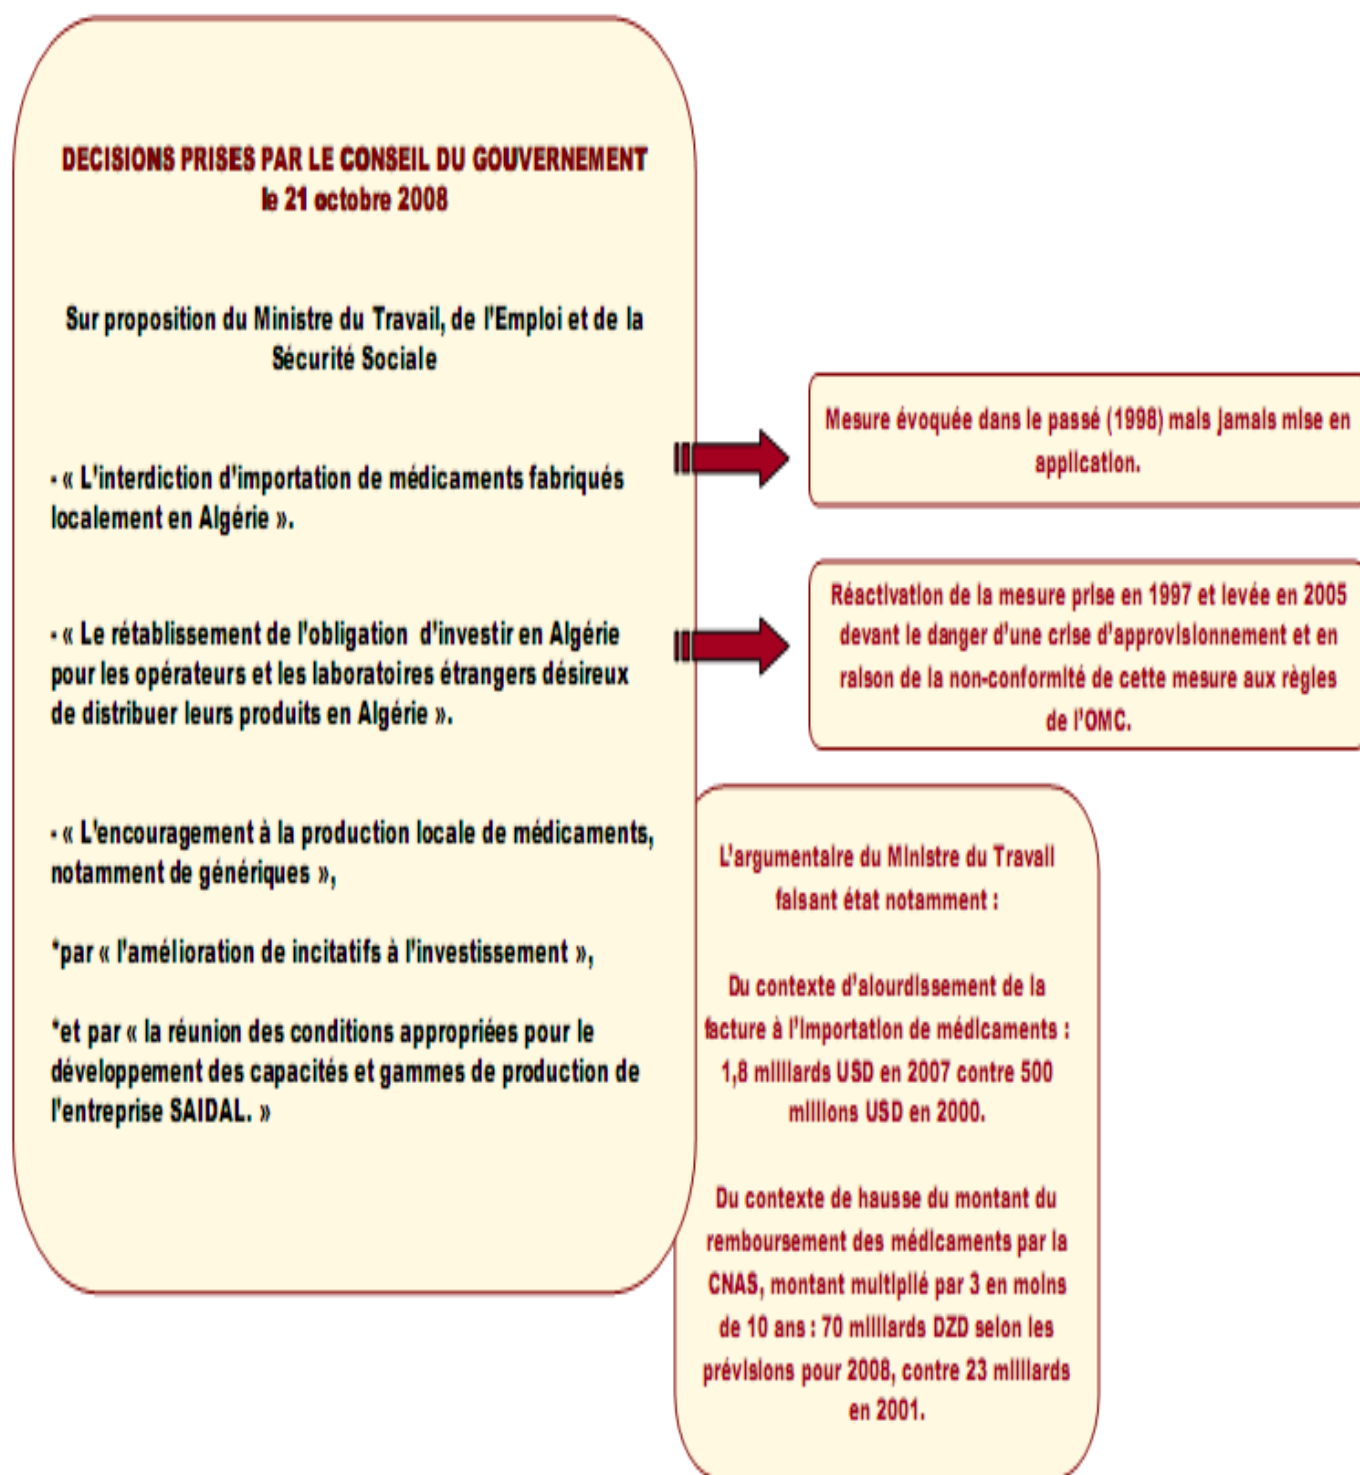 DECISIONS PRISES PAR LE CONSEIL DU GOUVERNEMENT
le 21 octobre 2008
Sur proposition du Ministre du Travail, de l'Emploi et de la
Sécurité Sociale
- « L'interdiction d'importation de médicaments fabriqués
localement en Algérie ».
- « Le rétablissement de l'obligation d'investir en Algérie
pour les opérateurs et les laboratoires étrangers désireux
de distribuer leurs produits en Algérie ».
- « L'encouragement à la production locale de médicaments,
notamment de génériques »,
*par « l'amélioration de incitatifs à l'investissement »,
*et par « la réunion des conditions appropriées pour le
développement des capacités et gammes de production de
l'entreprise SAIDAL. »
Mesure évoquée dans le passé (1998) mais jamais mise en
application.
Réactivation de la mesure prise en 1997 et levée en 2005
devant le danger d'une crise d'approvisionnement et en
raison de la non-conformité de cette mesure aux règles
de l'OMC.
L'argumentaire du Ministre du Travail
faisant état notamment :
Du contexte d'alourdissement de la
facture à l'importation de médicaments :
1,8 milliards USD en 2007 contre 500
millions USD en 2000.
Du contexte de hausse du montant du
remboursement des médicaments par la
CNAS, montant multiplié par 3 en moins
de 10 ans : 70 milliards DZD selon les
prévisions pour 2008, contre 23 milliards
en 2001.